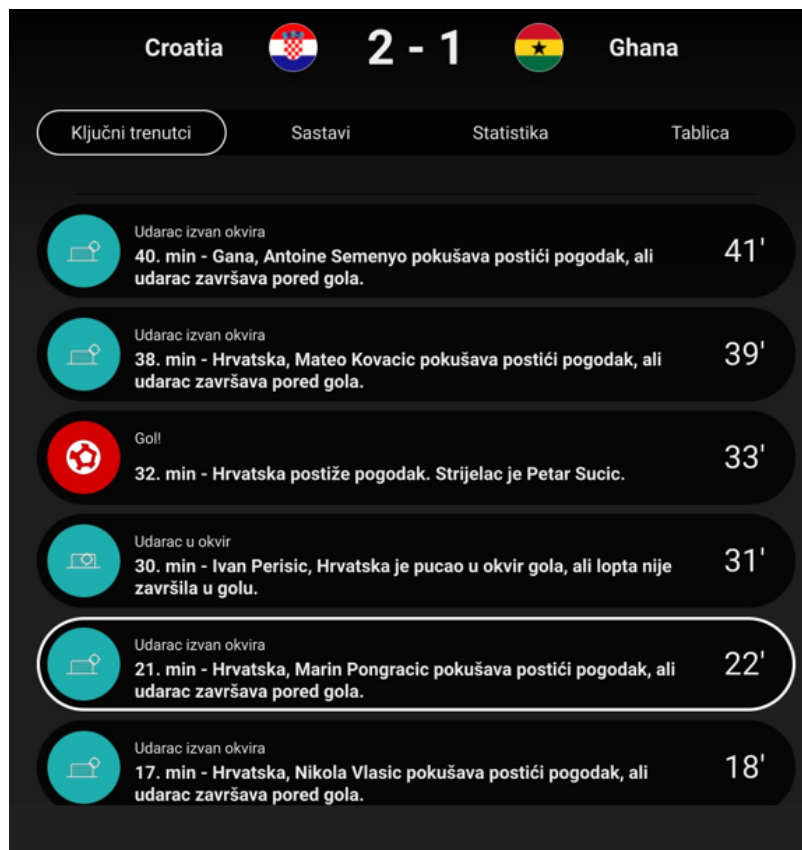 Croatia 2 - 1 Ghana
Ključni trenutci Sastavi Statistika Tablica
Udarac izvan okvira
40. min - Gana, Antoine Semenyo pokušava postići pogodak, ali
udarac završava pored gola.
41'
Udarac izvan okvira
38. min - Hrvatska, Mateo Kovacic pokušava postići pogodak, ali
udarac završava pored gola.
39'
Gol!
32. min - Hrvatska postiže pogodak. Strijelac je Petar Sucic.
33'
Udarac u okvir
30. min - Ivan Perisic, Hrvatska je pucao u okvir gola, ali lopta nije
završila u golu.
31'
Udarac izvan okvira
21. min - Hrvatska, Marin Pongracic pokušava postići pogodak, ali
udarac završava pored gola.
22'
Udarac izvan okvira
17. min - Hrvatska, Nikola Vlasic pokušava postići pogodak, ali
udarac završava pored gola.
18'